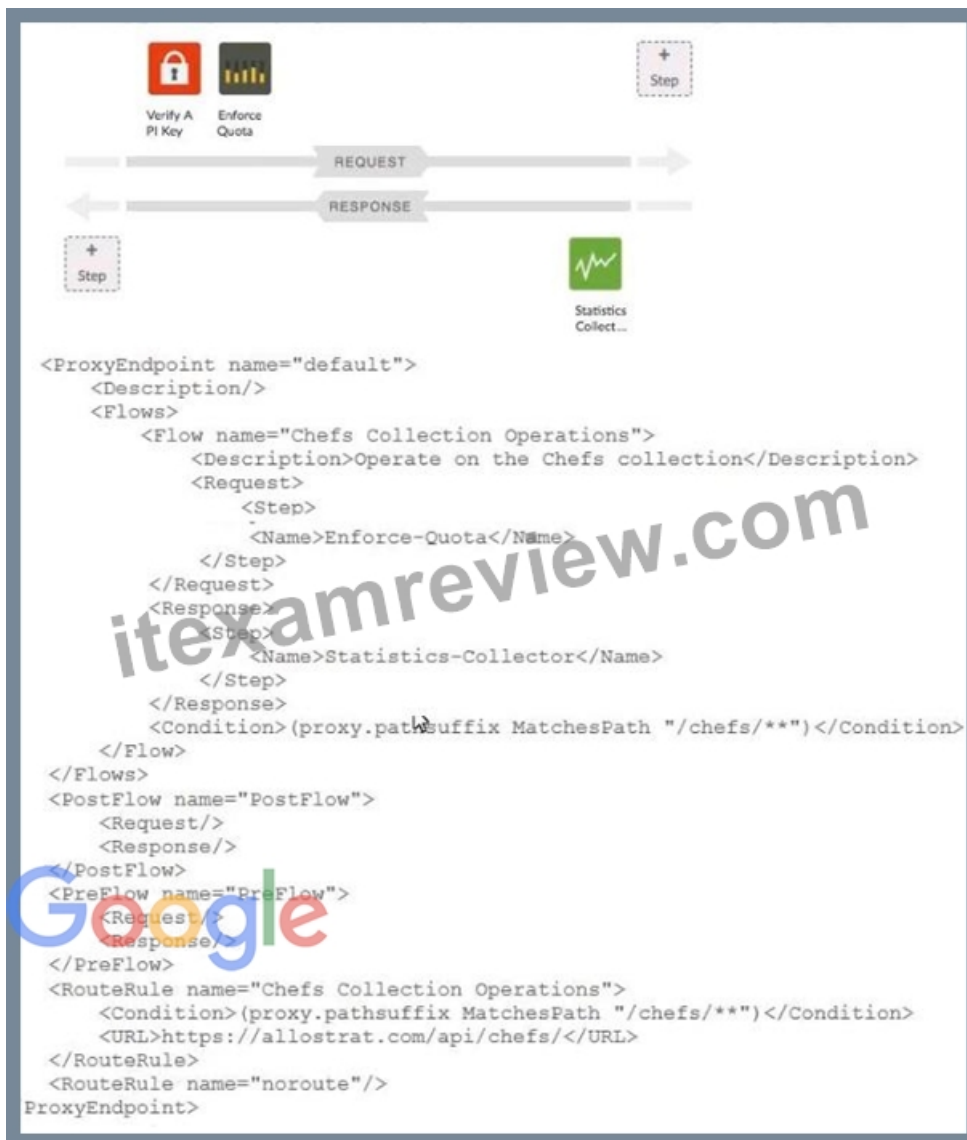 +
Step
Verify A
PI Key
Enforce
Quota
REQUEST
RESPONSE
+
Step
Statistics
Collect...
<ProxyEndpoint name="default">
<Description/>
<Flows>
<Flow name="Chefs Collection Operations">
<Description>Operate on the Chefs collection</Description>
<Request>
<Step>
<Name>Enforce-Quota</Name>
</Step>
</Request>
<Response>
<Step>
<Name>Statistics-Collector</Name>
</Step>
</Response>
<Condition>(proxy.pathsuffix MatchesPath "/chefs/**")</Condition>
</Flow>
</Flows>
<PostFlow name="PostFlow">
<Request/>
<Response/>
</PostFlow>
<PreFlow name="PreFlow">
<Request/>
<Response/>
</PreFlow>
<RouteRule name="Chefs Collection Operations">
<Condition>(proxy.pathsuffix MatchesPath "/chefs/**")</Condition>
<URL>https://allostrat.com/api/chefs/</URL>
</RouteRule>
<RouteRule name="noroute"/>
ProxyEndpoint>
itexamreview.com
Google